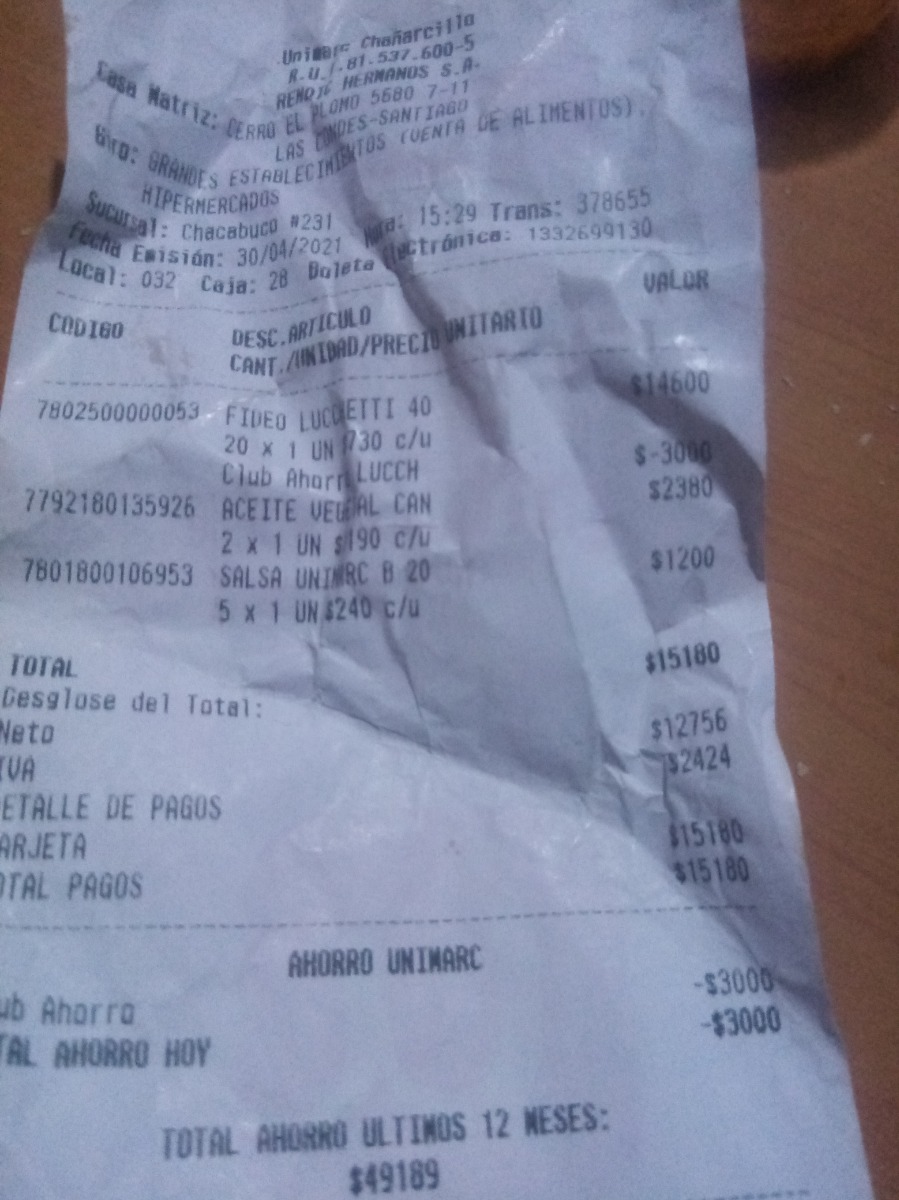 Unimarc Chañarcillo
R.U.T.81.537.600-5
RENDIC HERMANOS S.A.
Casa Matriz: CERRO EL PLOMO 5680 7-11
LAS CONDES-SANTIAGO
Giro: GRANDES ESTABLECIMIENTOS (VENTA DE ALIMENTOS).
HIPERMERCADOS
Sucursal: Chacabuco #231
Fecha Emisión: 30/04/2021 Hora: 15:29 Trans: 378655
Local: 032 Caja: 28 Boleta Electrónica: 1332699130
CODIGO DESC.ARTICULO VALOR
CANT./UNIDAD/PRECIO UNITARIO
7802500000053 FIDEO LUCCHETTI 40 $14600
20 x 1 UN $730 c/u
Club Ahorr LUCCH $-3000
7792180135926 ACEITE VEGTAL CAN $2380
2 x 1 UN $190 c/u
7801800106953 SALSA UNIMRC B 20 $1200
5 x 1 UN $240 c/u
TOTAL $15180
Desglose del Total:
Neto $12756
IVA $2424
ETALLE DE PAGOS
ARJETA $15180
OTAL PAGOS $15180
AHORRO UNIMARC
ub Ahorro -$3000
TAL AHORRO HOY -$3000
TOTAL AHORRO ULTIMOS 12 MESES:
$49189